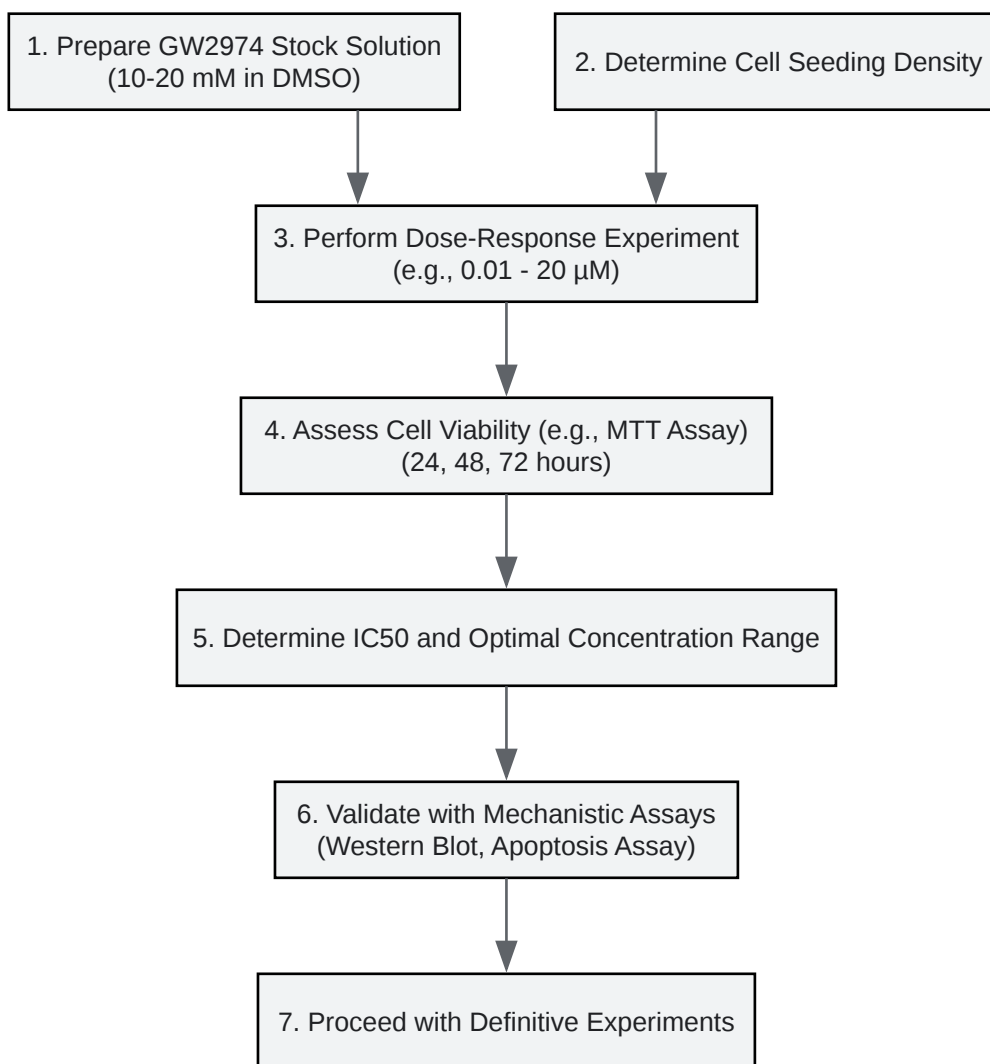 1. Prepare GW2974 Stock Solution
(10-20 mM in DMSO)
2. Determine Cell Seeding Density
3. Perform Dose-Response Experiment
(e.g., 0.01 - 20 µM)
4. Assess Cell Viability (e.g., MTT Assay)
(24, 48, 72 hours)
5. Determine IC50 and Optimal Concentration Range
6. Validate with Mechanistic Assays
(Western Blot, Apoptosis Assay)
7. Proceed with Definitive Experiments